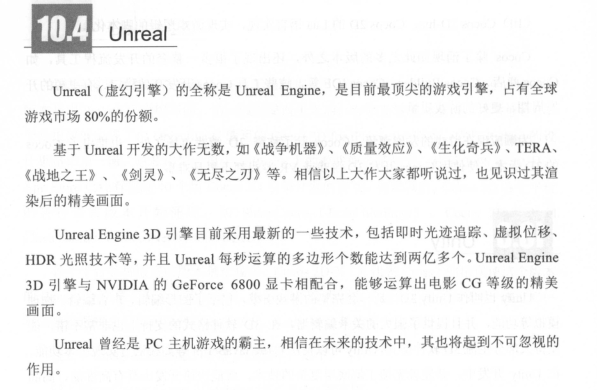 10.4 Unreal
Unreal（虚幻引擎）的全称是 Unreal Engine，是目前最顶尖的游戏引擎，占有全球
游戏市场 80%的份额。
基于 Unreal 开发的大作无数，如《战争机器》、《质量效应》、《生化奇兵》、TERA、
《战地之王》、《剑灵》、《无尽之刃》等。相信以上大作大家都听说过，也见识过其渲
染后的精美画面。
Unreal Engine 3D 引擎目前采用最新的一些技术，包括即时光迹追踪、虚拟位移、
HDR 光照技术等，并且 Unreal 每秒运算的多边形个数能达到两亿多个。Unreal Engine
3D 引擎与 NVIDIA 的 GeForce 6800 显卡相配合，能够运算出电影 CG 等级的精美
画面。
Unreal 曾经是 PC 主机游戏的霸主，相信在未来的技术中，其也将起到不可忽视的
作用。